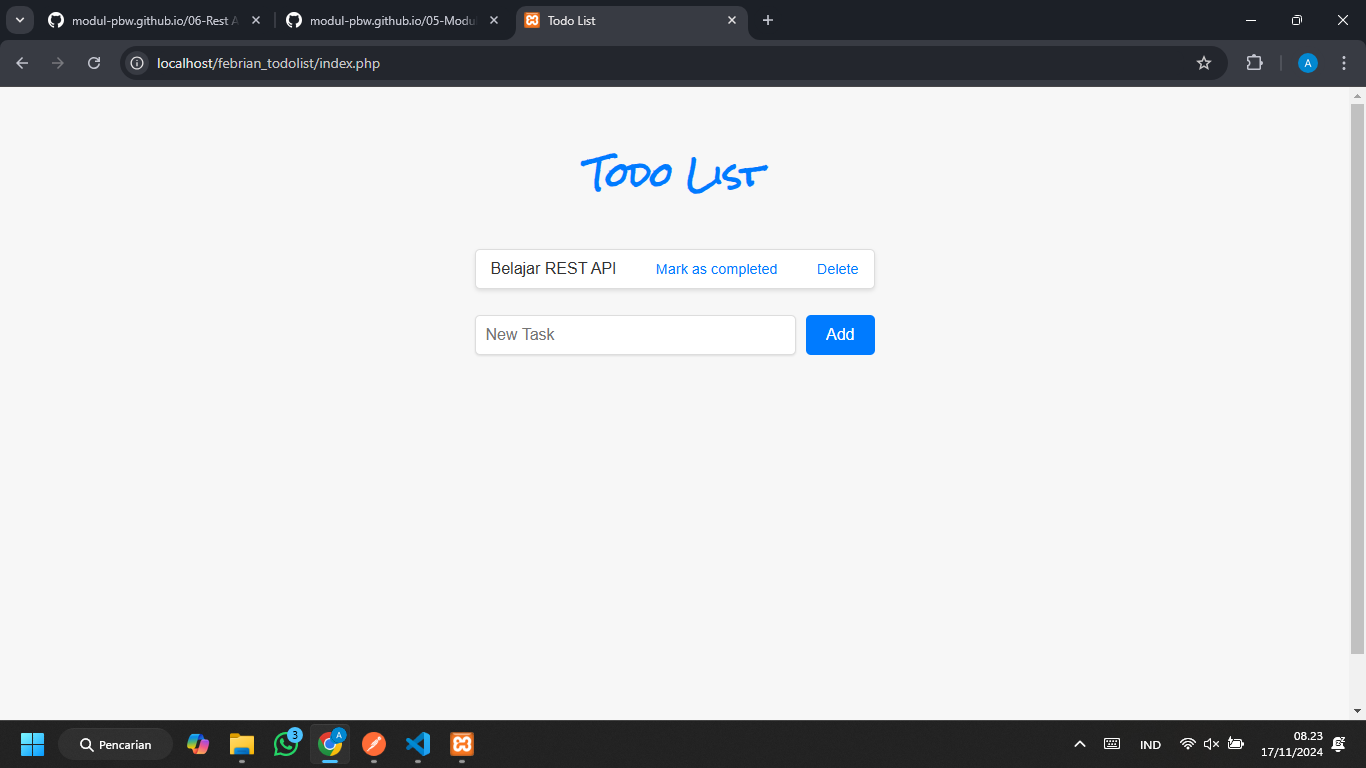 modul-pbw.github.io/06-Rest A
modul-pbw.github.io/05-Modu
Todo List
localhost/febrian_todolist/index.php
A
Todo List
Belajar REST API Mark as completed Delete
New Task Add
Pencarian
3
A
IND
08.23
17/11/2024